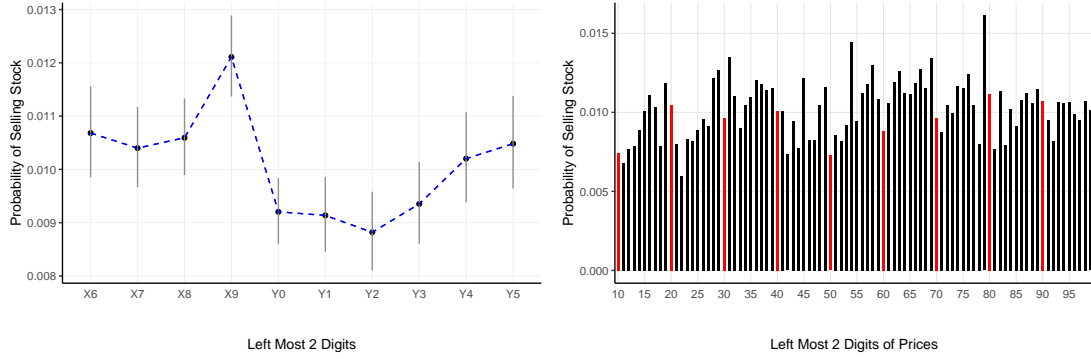 Probability of Selling Stock
0.013
0.012
0.011
0.010
0.009
0.008
X6 X7 X8 X9 Y0 Y1 Y2 Y3 Y4 Y5
Left Most 2 Digits
Probability of Selling Stock
0.015
0.010
0.005
0.000
10 15 20 25 30 35 40 45 50 55 60 65 70 75 80 85 90 95
Left Most 2 Digits of Prices